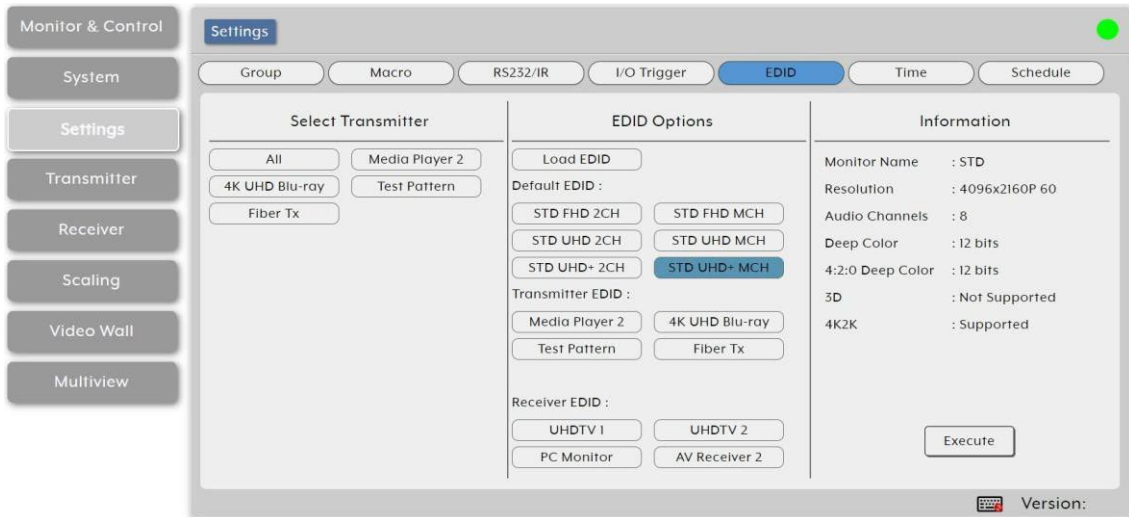 Monitor & Control
System
Settings
Transmitter
Receiver
Scaling
Video Wall
Multiview
Settings
Group Macro RS232/IR I/O Trigger EDID Time Schedule
Select Transmitter
All Media Player 2
4K UHD Blu-ray Test Pattern
Fiber Tx
EDID Options
Load EDID
Default EDID :
STD FHD 2CH STD FHD MCH
STD UHD 2CH STD UHD MCH
STD UHD+ 2CH STD UHD+ MCH
Transmitter EDID :
Media Player 2 4K UHD Blu-ray
Test Pattern Fiber Tx
Receiver EDID :
UHDTV 1 UHDTV 2
PC Monitor AV Receiver 2
Information
Monitor Name : STD
Resolution : 4096x2160P 60
Audio Channels : 8
Deep Color : 12 bits
4:2:0 Deep Color : 12 bits
3D : Not Supported
4K2K : Supported
Execute
Version: